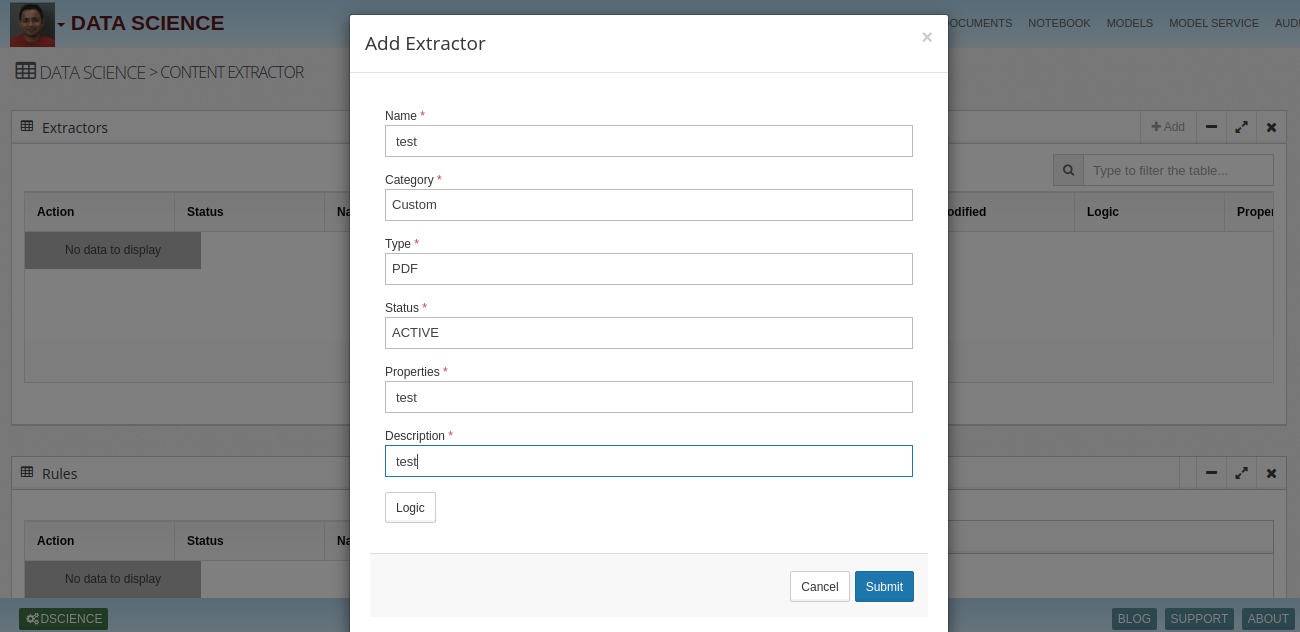 DATA SCIENCE
OCUMENTS NOTEBOOK MODELS MODEL SERVICE AUDI
DATA SCIENCE > CONTENT EXTRACTOR
Add Extractor ×
Name *
test
Category *
Custom
Type *
PDF
Status *
ACTIVE
Properties *
test
Description *
test
Logic
Cancel Submit
Extractors
+ Add
Type to filter the table...
Action Status Na odified Logic Proper
No data to display
Rules
Action Status Na
No data to display
DSCIENCE BLOG SUPPORT ABOUT